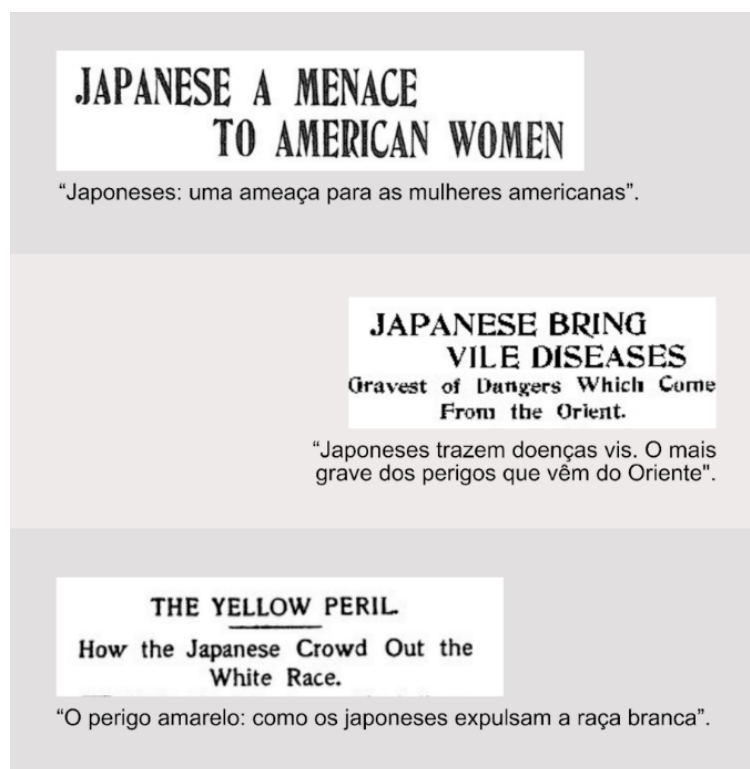 JAPANESE A MENACE
TO AMERICAN WOMEN
“Japoneses: uma ameaça para as mulheres americanas”.
JAPANESE BRING
VILE DISEASES
Gravest of Dangers Which Come
From the Orient.
“Japoneses trazem doenças vis. O mais
grave dos perigos que vêm do Oriente".
THE YELLOW PERIL
How the Japanese Crowd Out the
White Race.
“O perigo amarelo: como os japoneses expulsam a raça branca”.